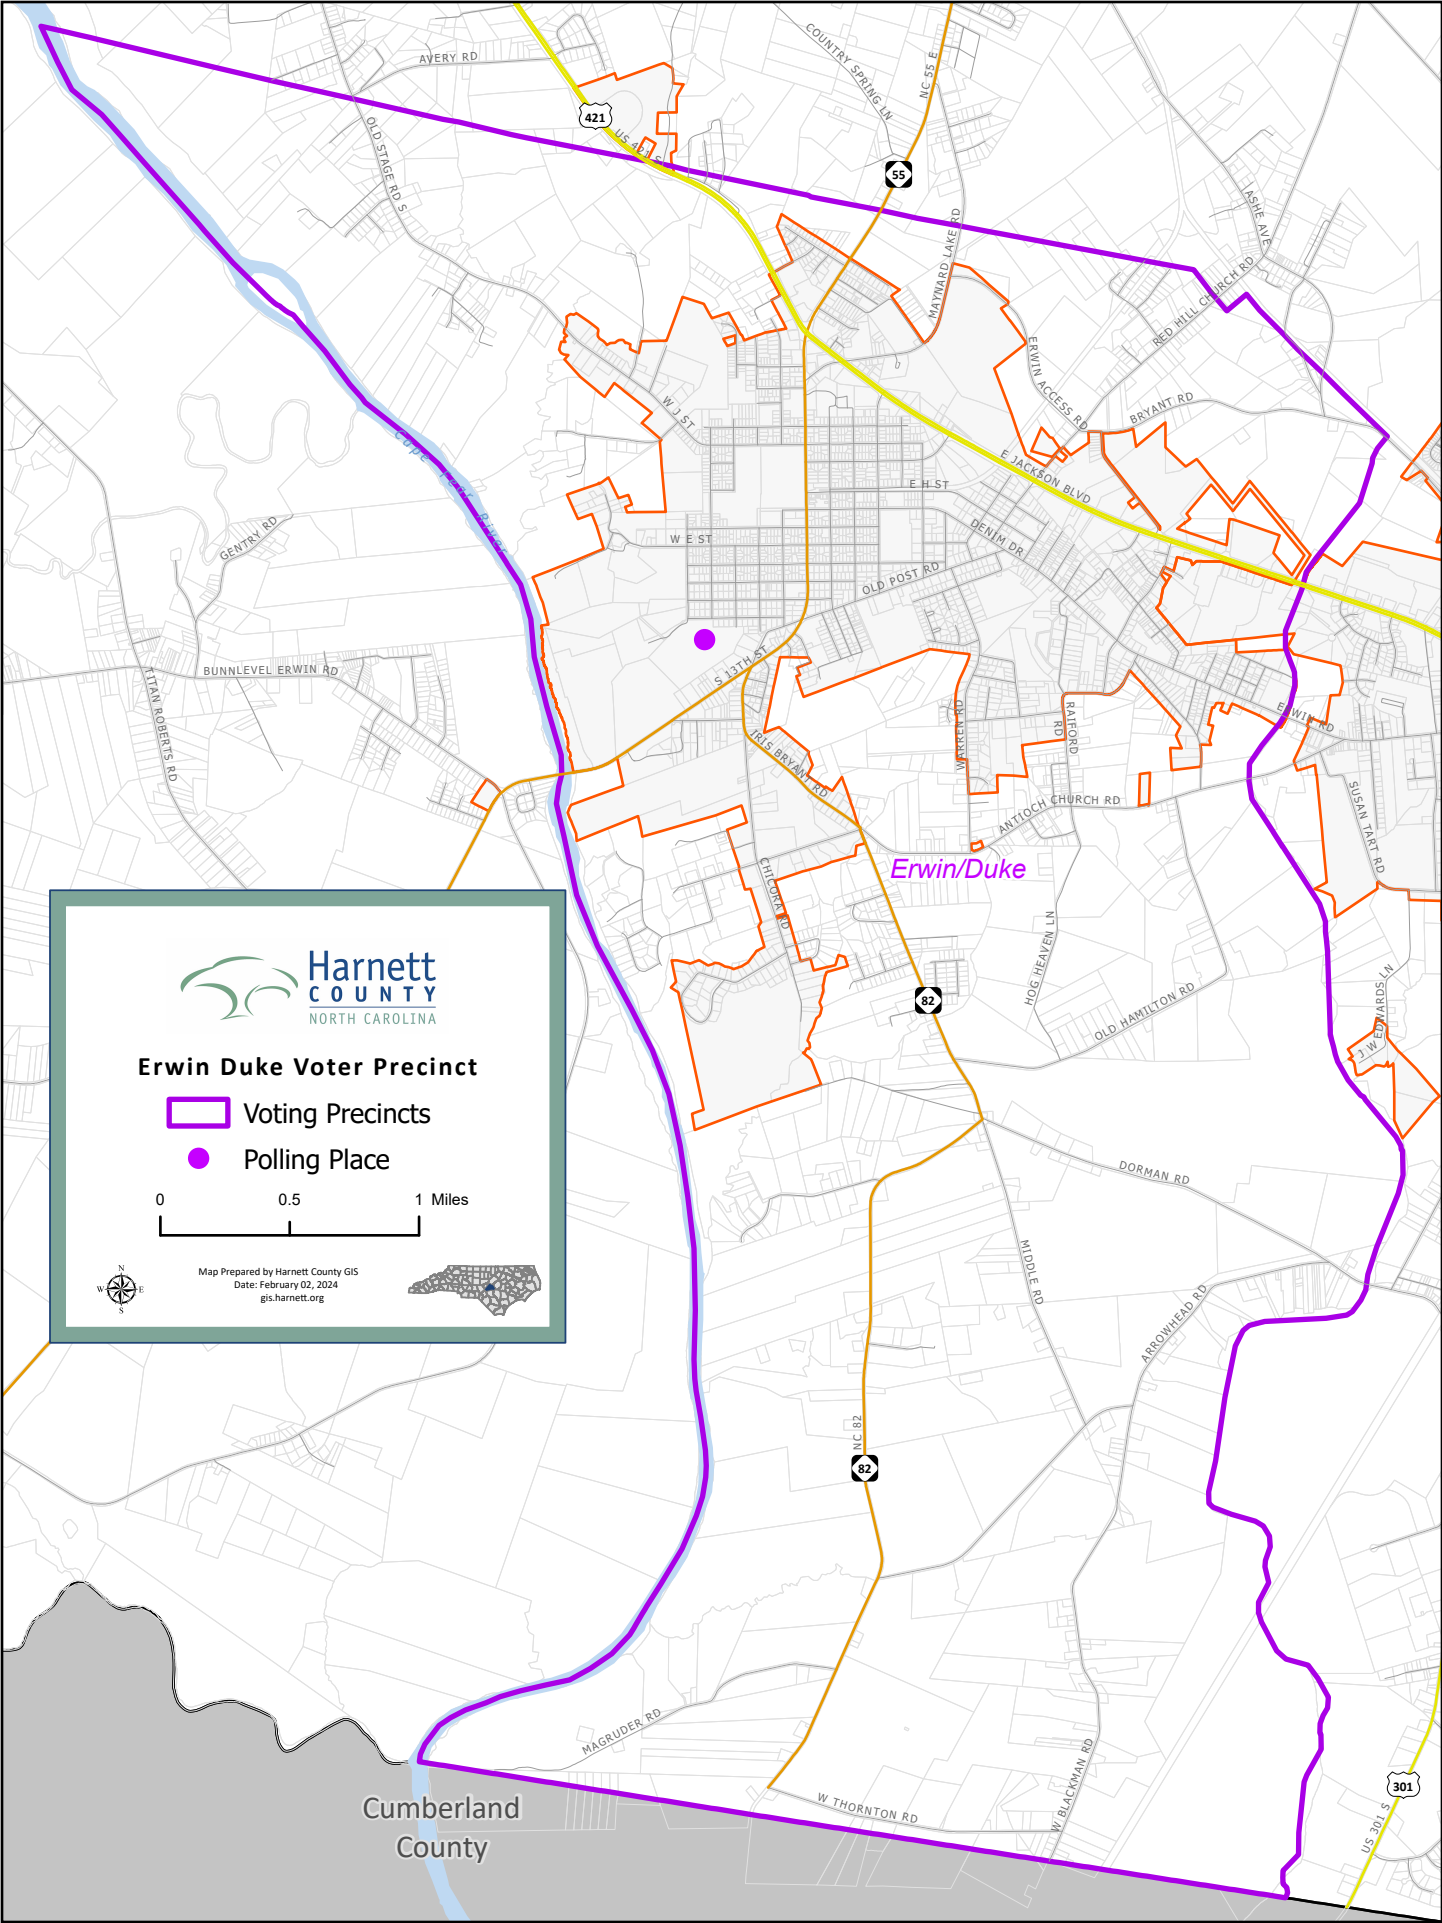 AVERY RD
COUNTRY SPRING LN
NC 55 E
421
US 421 S
OLD STAGE RD S
55
ASHE AVE
MAYNARD LAKE RD
RED HILL CHURCH RD
ERWIN ACCESS RD
BRYANT RD
W J ST
Cape Fear River
E JACKSON BLVD
E H ST
GENTRY RD
W E ST
DENIM DR
OLD POST RD
BUNNLEVEL ERWIN RD
TITAN ROBERTS RD
S 13TH ST
IRIS BRYANT RD
WARREN RD
RAIFORD
RD
ERWIN RD
ANTIOCH CHURCH RD
SUSAN TART RD
Erwin/Duke
CHICORA RD
HOG HEAVEN LN
82
OLD HAMILTON RD
J W EDWARDS LN
Harnett
COUNTY
NORTH CAROLINA
Erwin Duke Voter Precinct
Voting Precincts
Polling Place
0 0.5 1 Miles
N
W E
S
Map Prepared by Harnett County GIS
Date: February 02, 2024
gis.harnett.org
DORMAN RD
MIDDLE RD
ARROWHEAD RD
NC 82
82
MAGRUDER RD
W THORNTON RD
W BLACKMAN RD
301
US 301 S
Cumberland
County